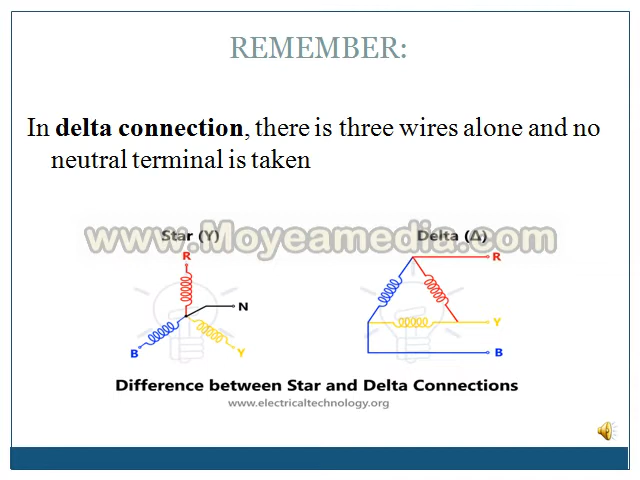 REMEMBER:
In delta connection, there is three wires alone and no
neutral terminal is taken
www.Moyeamedia.com
Star (Y)
Delta (Δ)
R
N
B
Y
R
Y
B
Difference between Star and Delta Connections
www.electricaltechnology.org